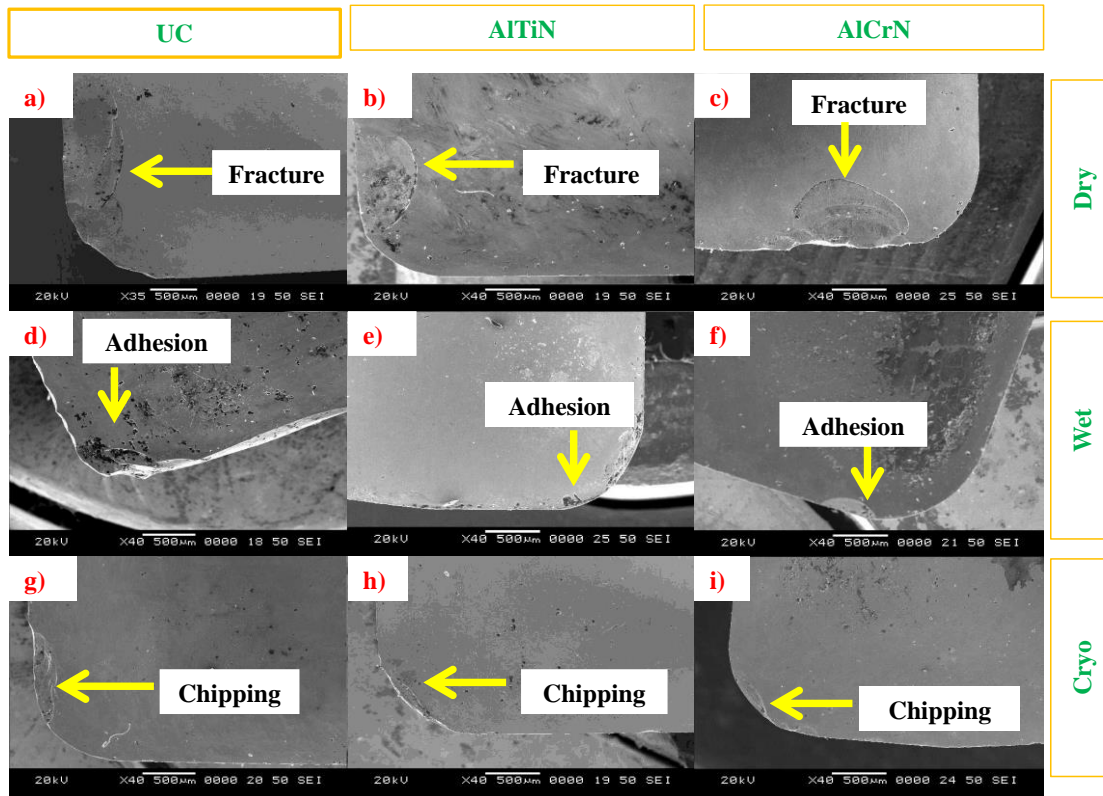 UC
AlTiN
AlCrN
a)
Fracture
20kV X35 500μm 0000 19 50 SEI
b)
Fracture
20kV X40 500μm 0000 19 50 SEI
c)
Fracture
20kV X40 500μm 0000 25 50 SEI
Dry
d)
Adhesion
20kV X40 500μm 0000 18 50 SEI
e)
Adhesion
20kV X40 500μm 0000 25 50 SEI
f)
Adhesion
20kV X40 500μm 0000 21 50 SEI
Wet
g)
Chipping
20kV X40 500μm 0000 20 50 SEI
h)
Chipping
20kV X40 500μm 0000 19 50 SEI
i)
Chipping
20kV X40 500μm 0000 24 50 SEI
Cryo